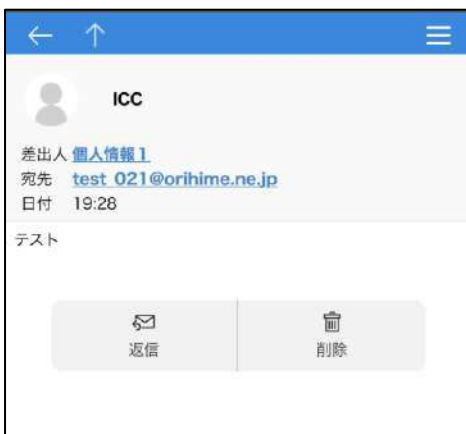 ICC
差出人 個人情報1
宛先 test_021@orihime.ne.jp
日付 19:28
テスト
返信 削除